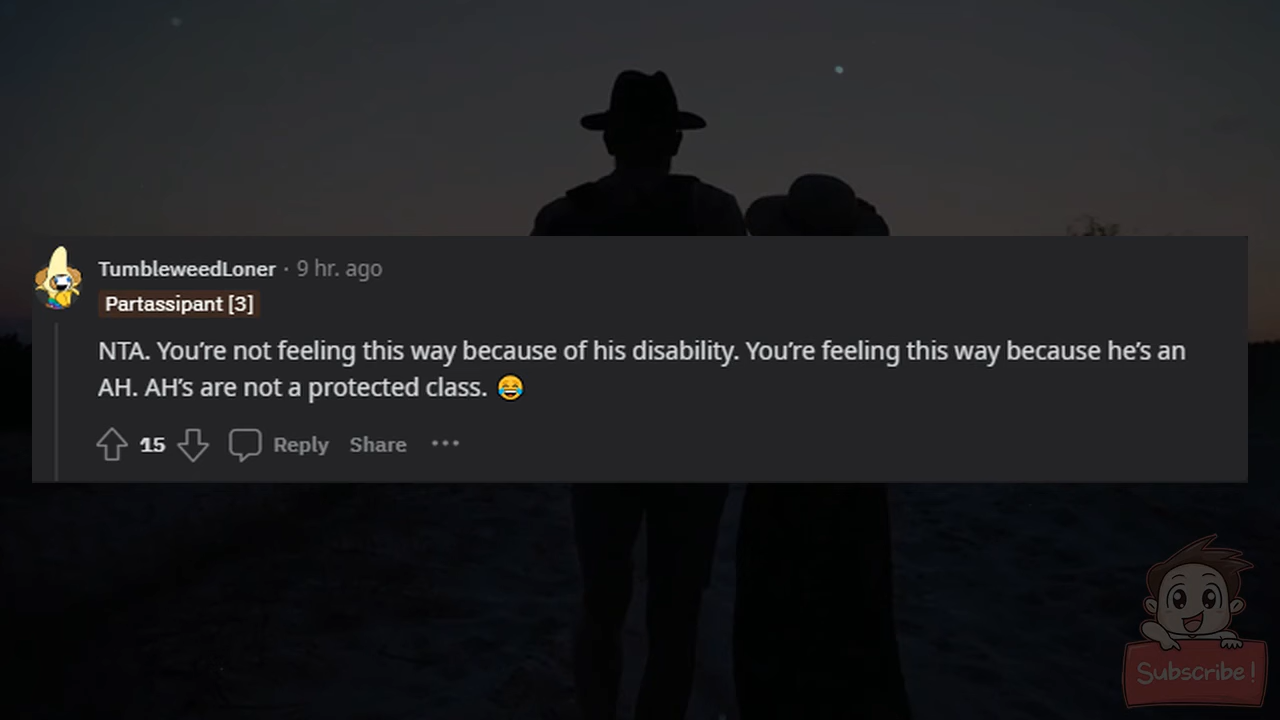 TumbleweedLoner · 9 hr. ago
Partassipant [3]
NTA. You’re not feeling this way because of his disability. You’re feeling this way because he’s an
AH. AH’s are not a protected class. 😂
15 Reply Share ···
Subscribe!